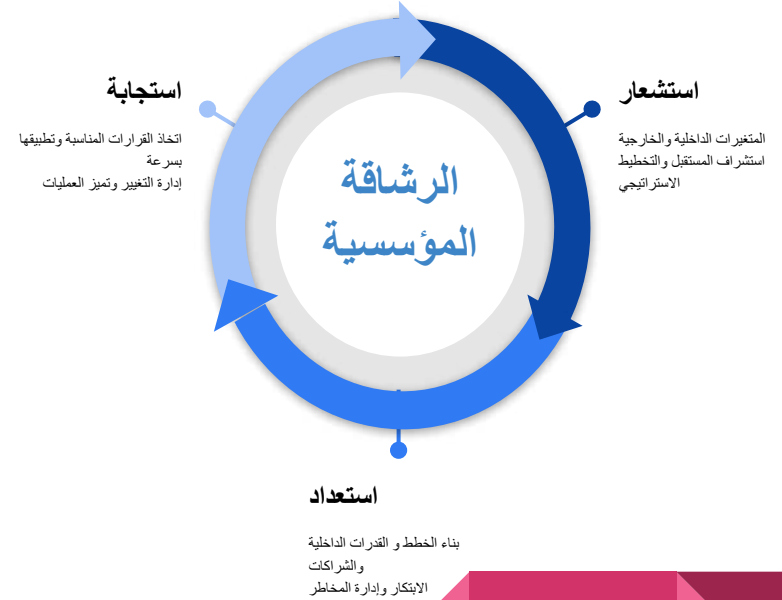 الرشاقة
المؤسسية
استشعار
المتغيرات الداخلية والخارجية
استشراف المستقبل والتخطيط
الاستراتيجي
استعداد
بناء الخطط و القدرات الداخلية
والشراكات
الابتكار وإدارة المخاطر
استجابة
اتخاذ القرارات المناسبة وتطبيقها
بسرعة
إدارة التغيير وتميز العمليات